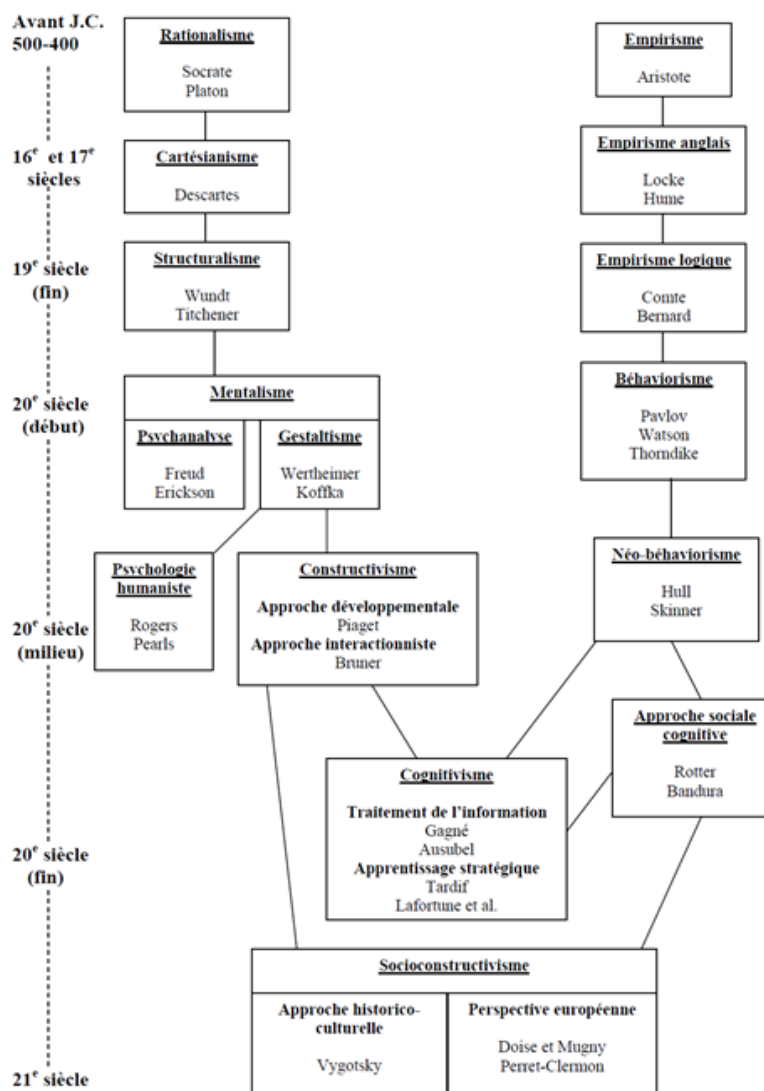 Avant J.C.
500-400
Rationalisme
Socrate
Platon
Empirisme
Aristote
16e et 17e
siècles
Cartésianisme
Descartes
Empirisme anglais
Locke
Hume
19e siècle
(fin)
Structuralisme
Wundt
Titchener
Empirisme logique
Comte
Bernard
20e siècle
(début)
Mentalisme
Psychanalyse
Freud
Erickson
Gestaltisme
Wertheimer
Koffka
Béhaviorisme
Pavlov
Watson
Thorndike
20e siècle
(milieu)
Psychologie
humaniste
Rogers
Pearls
Constructivisme
Approche développementale
Piaget
Approche interactionniste
Bruner
Néo-béhaviorisme
Hull
Skinner
Approche sociale
cognitive
Rotter
Bandura
20e siècle
(fin)
Cognitivisme
Traitement de l'information
Gagné
Ausubel
Apprentissage stratégique
Tardif
Lafortune et al.
Socioconstructivisme
Approche historico-
culturelle
Vygotsky
Perspective européenne
Doise et Mugny
Perret-Clermon
21e siècle